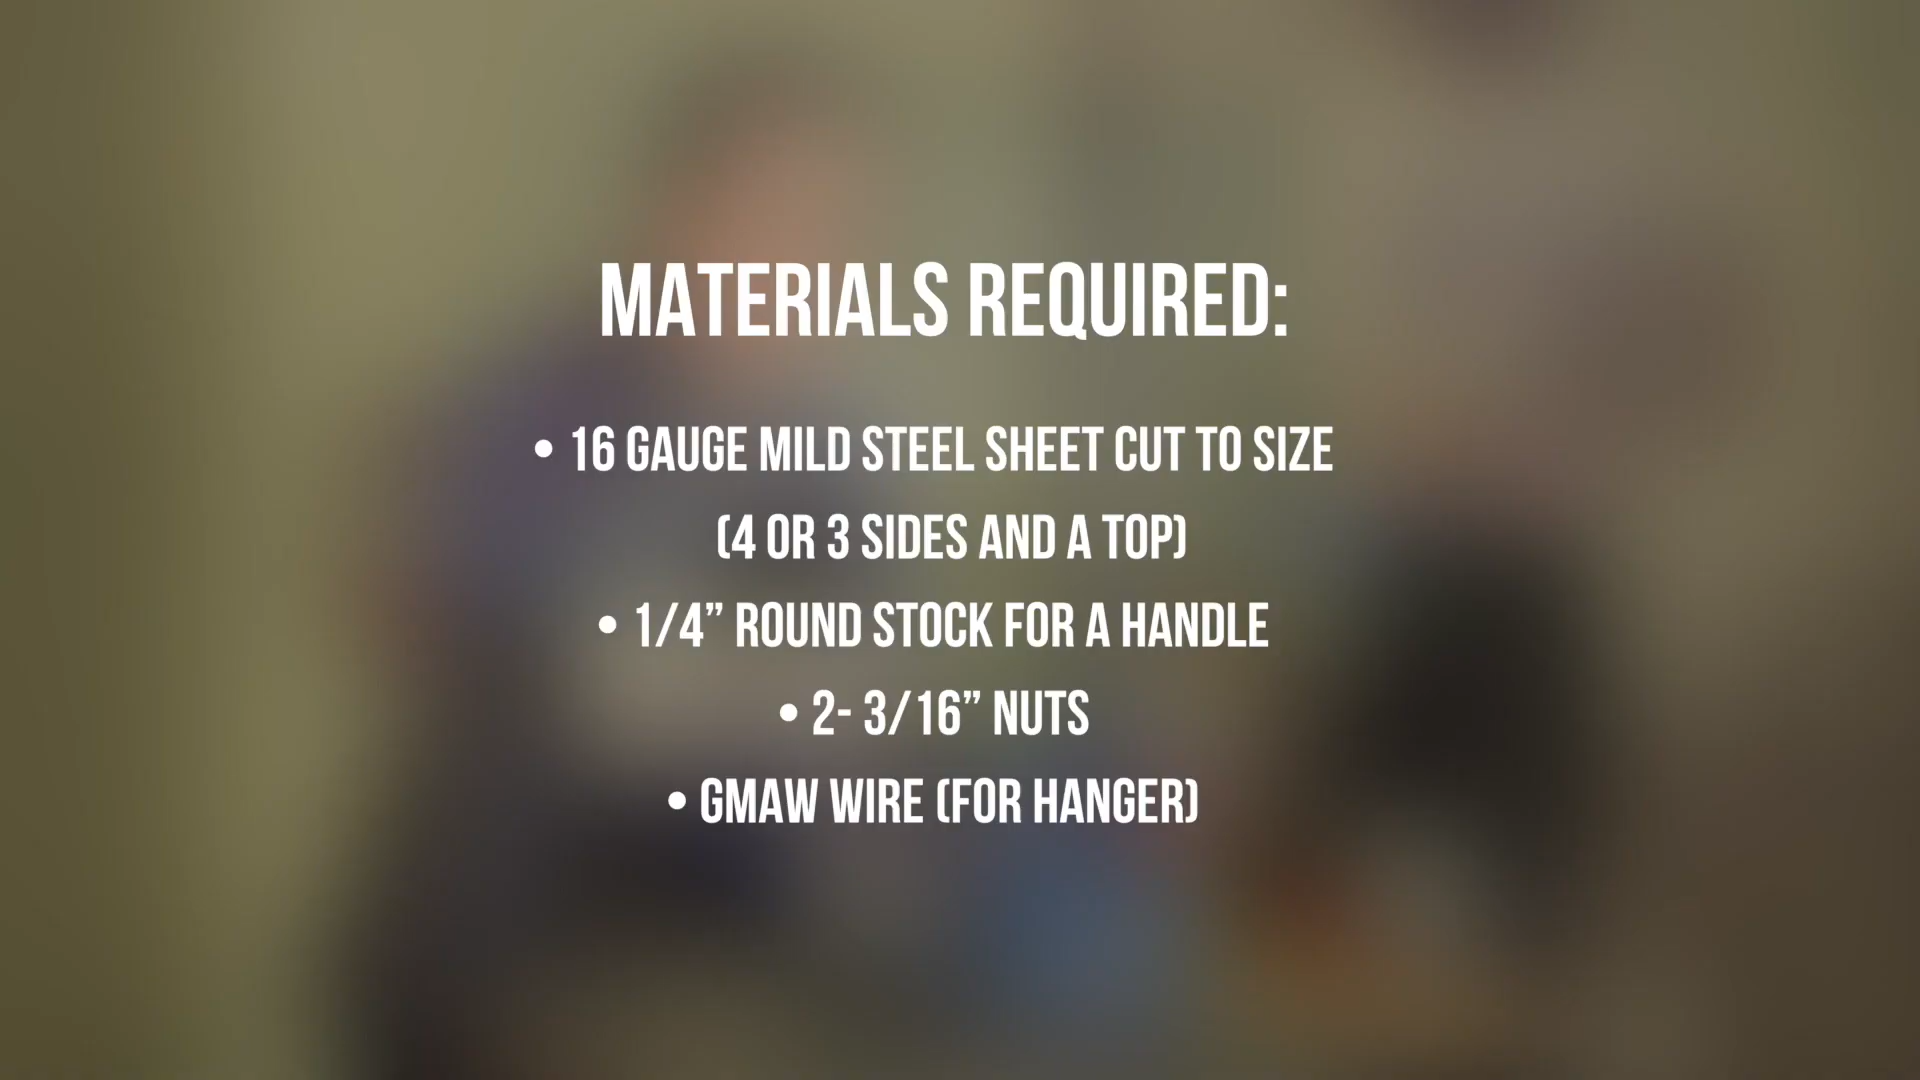 MATERIALS REQUIRED:
• 16 GAUGE MILD STEEL SHEET CUT TO SIZE
(4 OR 3 SIDES AND A TOP)
• 1/4” ROUND STOCK FOR A HANDLE
• 2- 3/16” NUTS
• GMAW WIRE (FOR HANGER)